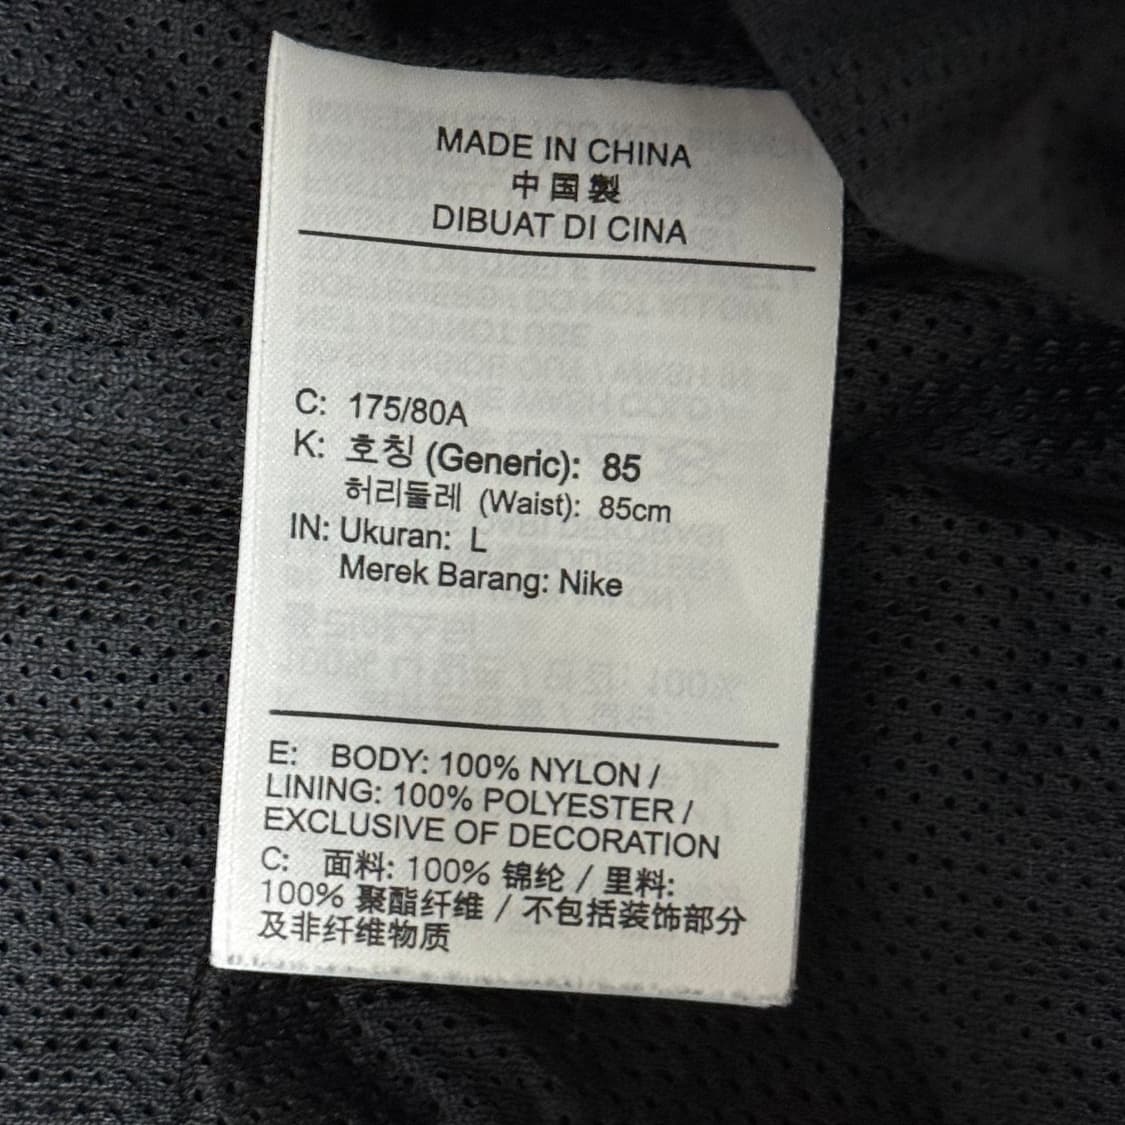 MADE IN CHINA
中国製
DIBUAT DI CINA
C: 175/80A
K: 호칭 (Generic): 85
허리둘레 (Waist): 85cm
IN: Ukuran: L
Merek Barang: Nike
E: BODY: 100% NYLON /
LINING: 100% POLYESTER /
EXCLUSIVE OF DECORATION
C: 面料: 100% 锦纶 / 里料:
100% 聚酯纤维 / 不包括装饰部分
及非纤维物质